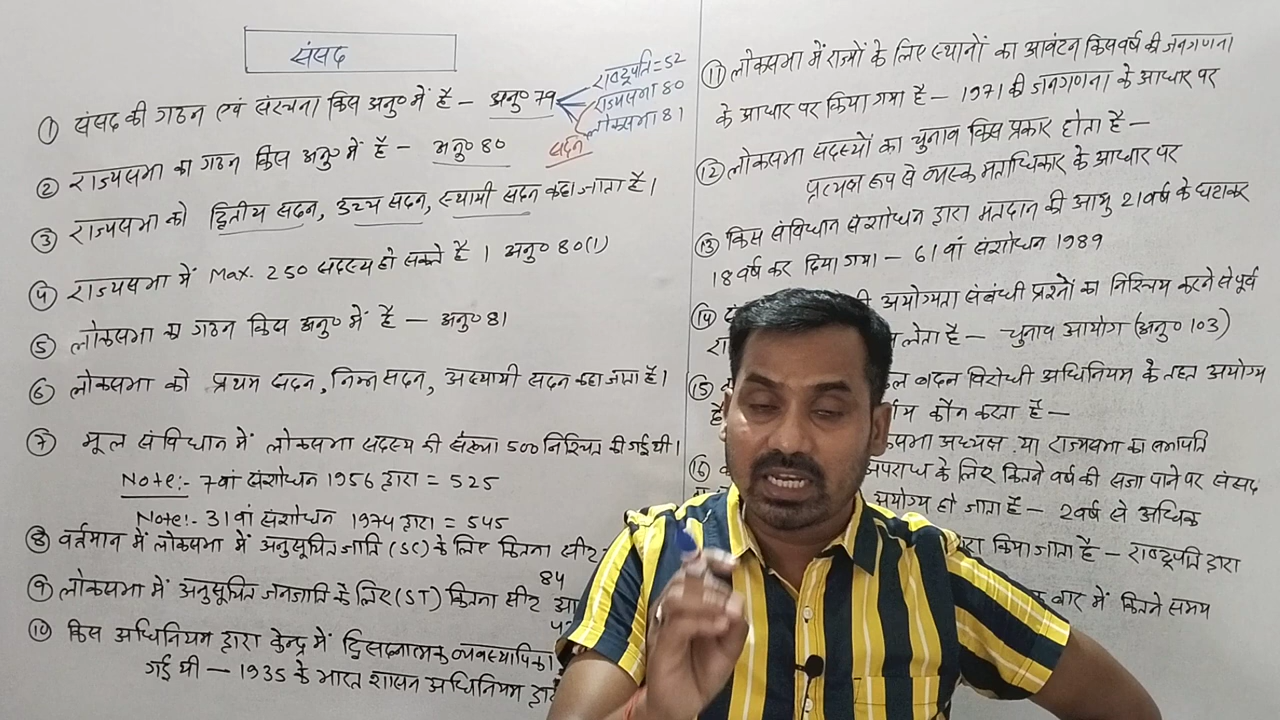 संसद
① संसद की गठन एवं संरचना किस अनु० में है - अनु० 79
राष्ट्रपति = 52
राज्यसभा 80
लोकसभा 81
सदन
② राज्यसभा का गठन किस अनु० में है - अनु० 80
③ राज्यसभा को द्वितीय सदन, उच्च सदन, स्थायी सदन कहा जाता है।
④ राज्यसभा में Max. 250 सदस्य हो सकते है । अनु० 80(1)
⑤ लोकसभा का गठन किस अनु० में है - अनु० 81
⑥ लोकसभा को प्रथम सदन, निम्न सदन, अस्थायी सदन कहा जाता है।
⑦ मूल संविधान में लोकसभा सदस्य की संख्या 500 निश्चित की गई थी।
Note:- 7वां संशोधन 1956 द्वारा = 525
Note:- 31वां संशोधन 1974 द्वारा = 545
⑧ वर्तमान में लोकसभा में अनुसूचित जाति (SC) के लिए कितना सीट
84
⑨ लोकसभा में अनुसूचित जनजाति के लिए (ST) कितना सीट
⑩ किस अधिनियम द्वारा केन्द्र में द्विसदनात्मक व्यवस्थापिका
गई थी - 1935 के भारत शासन अधिनियम
⑪ लोकसभा में राज्यों के लिए स्थानों का आवंटन किस वर्ष की जनगणना
के आधार पर किया गया है - 1971 की जनगणना के आधार पर
⑫ लोकसभा सदस्यों का चुनाव किस प्रकार होता है -
प्रत्यक्ष रूप से व्यस्क मताधिकार के आधार पर
⑬ किस संविधान संशोधन द्वारा मतदान की आयु 21 वर्ष के घटाकर
18 वर्ष कर दिया गया - 61 वां संशोधन 1989
⑭ अयोग्यता संबंधी प्रश्नों का निश्चिय करने से पूर्व
लेता है - चुनाव आयोग (अनु० 103)
⑮ बदल विरोधी अधिनियम के तहत अयोग्य
कौन करता है -
अध्यक्ष या राज्यसभा का सभापति
⑯ अपराध के लिए कितने वर्ष की सजा पाने पर संसद
अयोग्य हो जाता है - 2 वर्ष से अधिक
किया जाता है - राष्ट्रपति द्वारा
बार में कितने समय